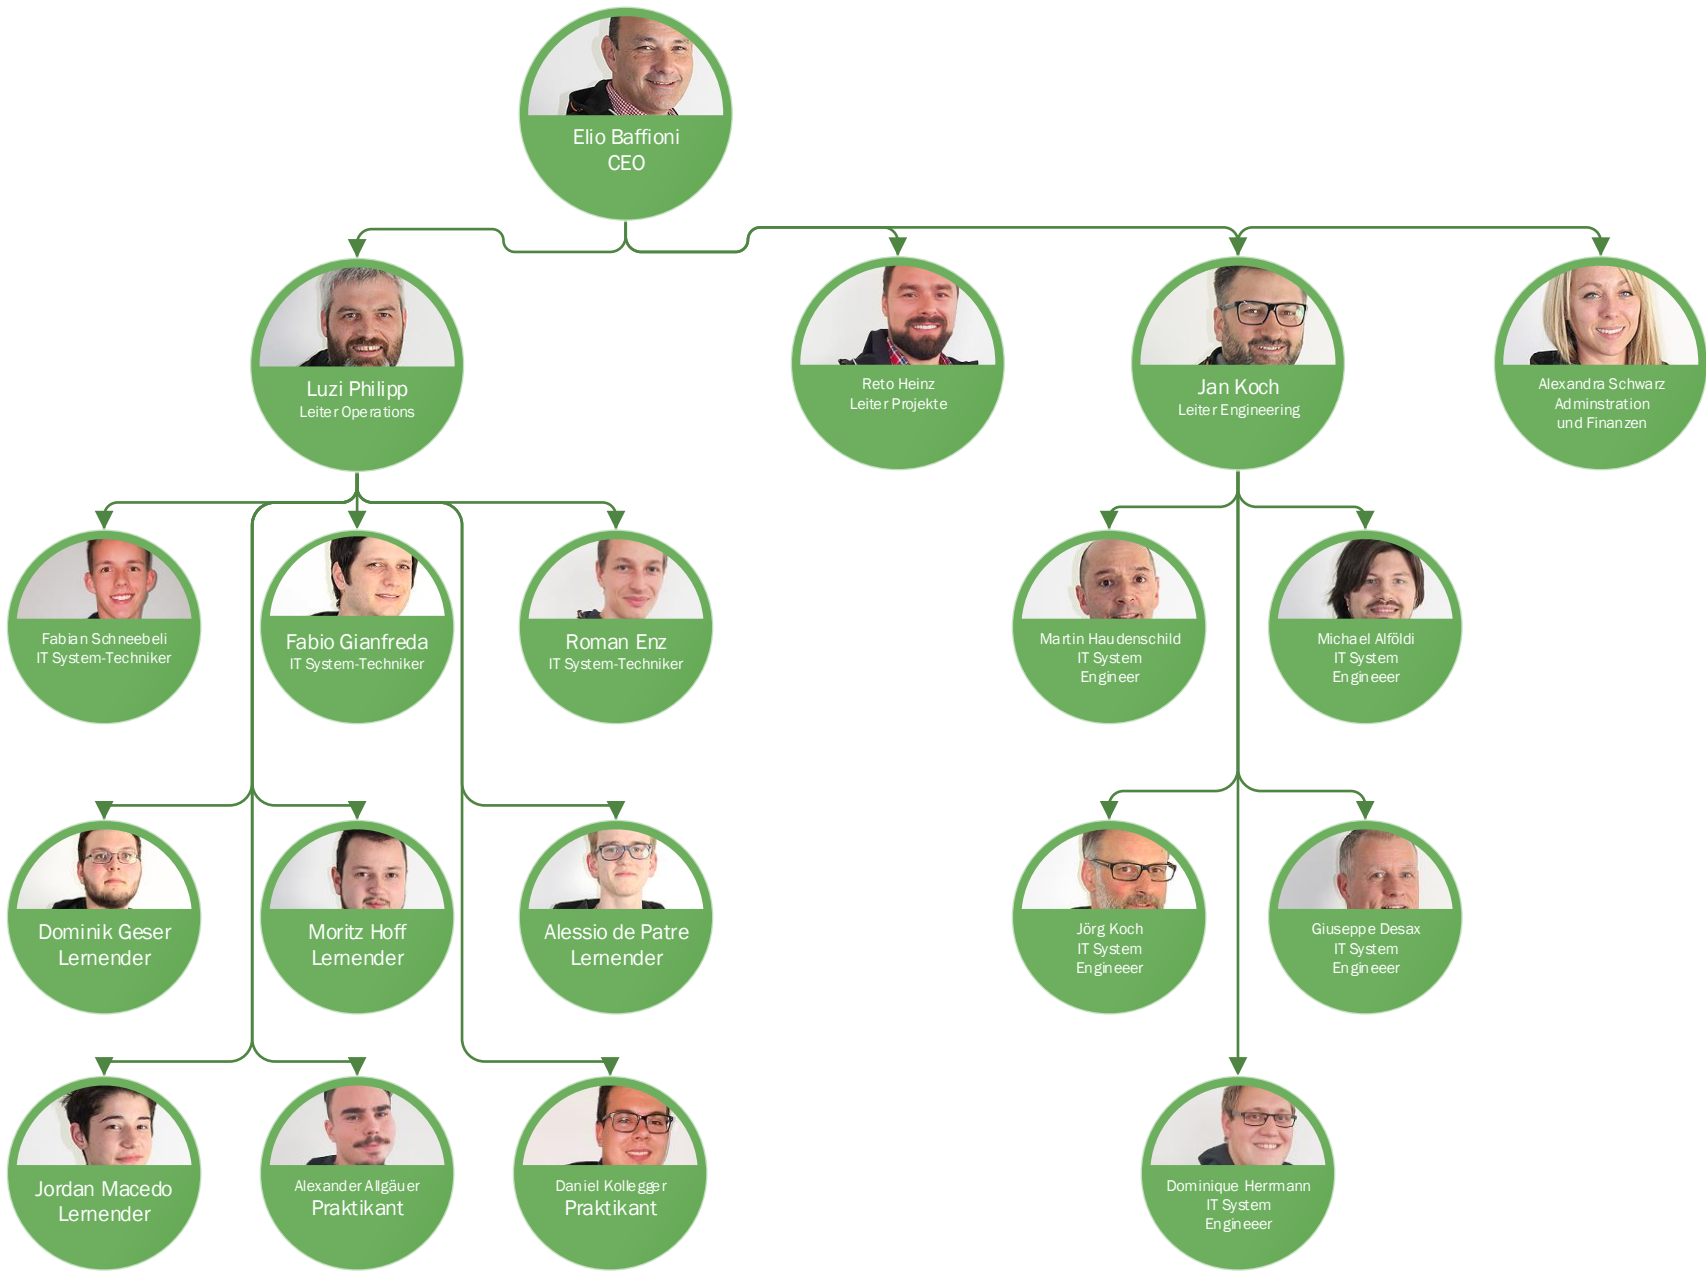 Elio Baffioni
CEO
Luzi Philipp
Leiter Operations
Reto Heinz
Leiter Projekte
Jan Koch
Leiter Engineering
Alexandra Schwarz
Adminstration
und Finanzen
Fabian Schneebeli
IT System-Techniker
Fabio Gianfreda
IT System-Techniker
Roman Enz
IT System-Techniker
Martin Haudenschild
IT System
Engineer
Michael Alföldi
IT System
Engineeer
Dominik Geser
Lernender
Moritz Hoff
Lernender
Alessio de Patre
Lernender
Jörg Koch
IT System
Engineeer
Giuseppe Desax
IT System
Engineeer
Jordan Macedo
Lernender
Alexander Allgäuer
Praktikant
Daniel Kollegger
Praktikant
Dominique Herrmann
IT System
Engineeer